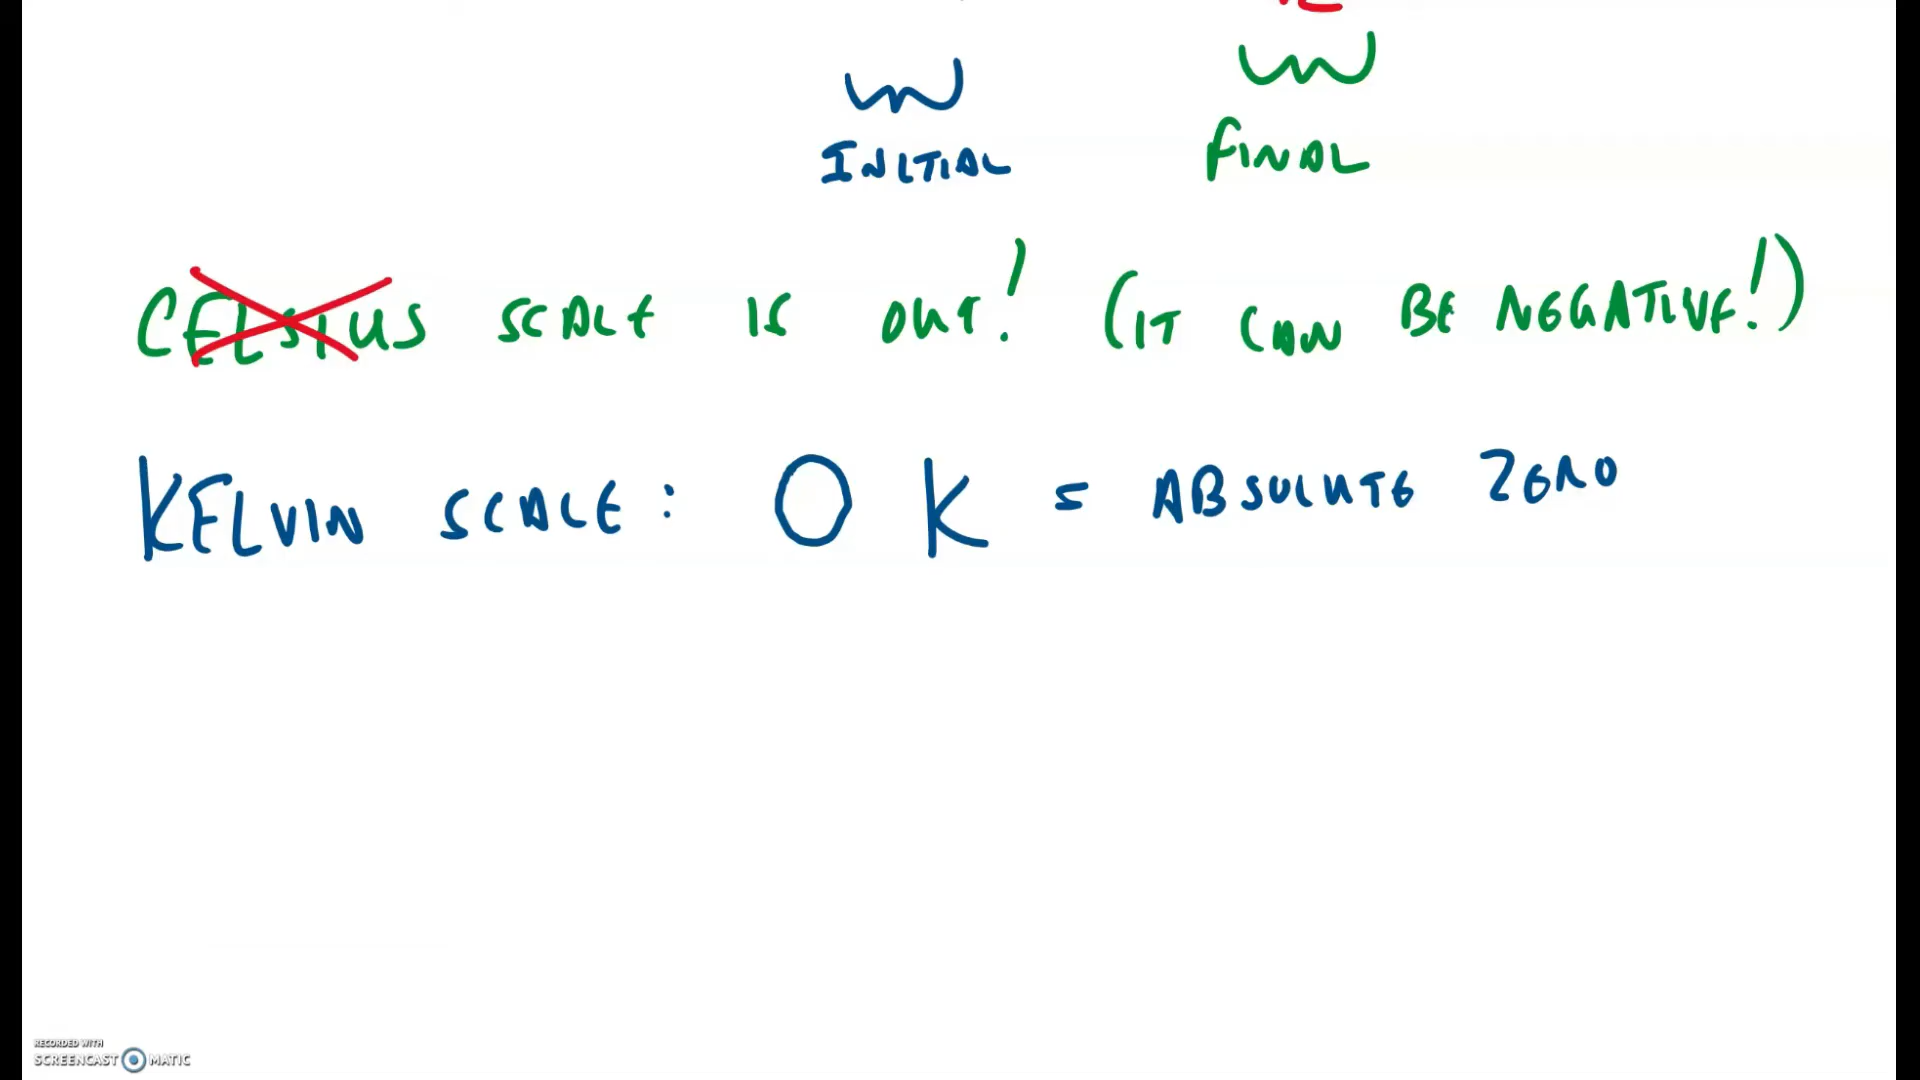 INITIAL
FINAL
CELSIUS SCALE IS OUT! (IT CAN BE NEGATIVE!)
KELVIN SCALE: 0 K = ABSOLUTE ZERO
RECORDED WITH
SCREENCAST MATIC